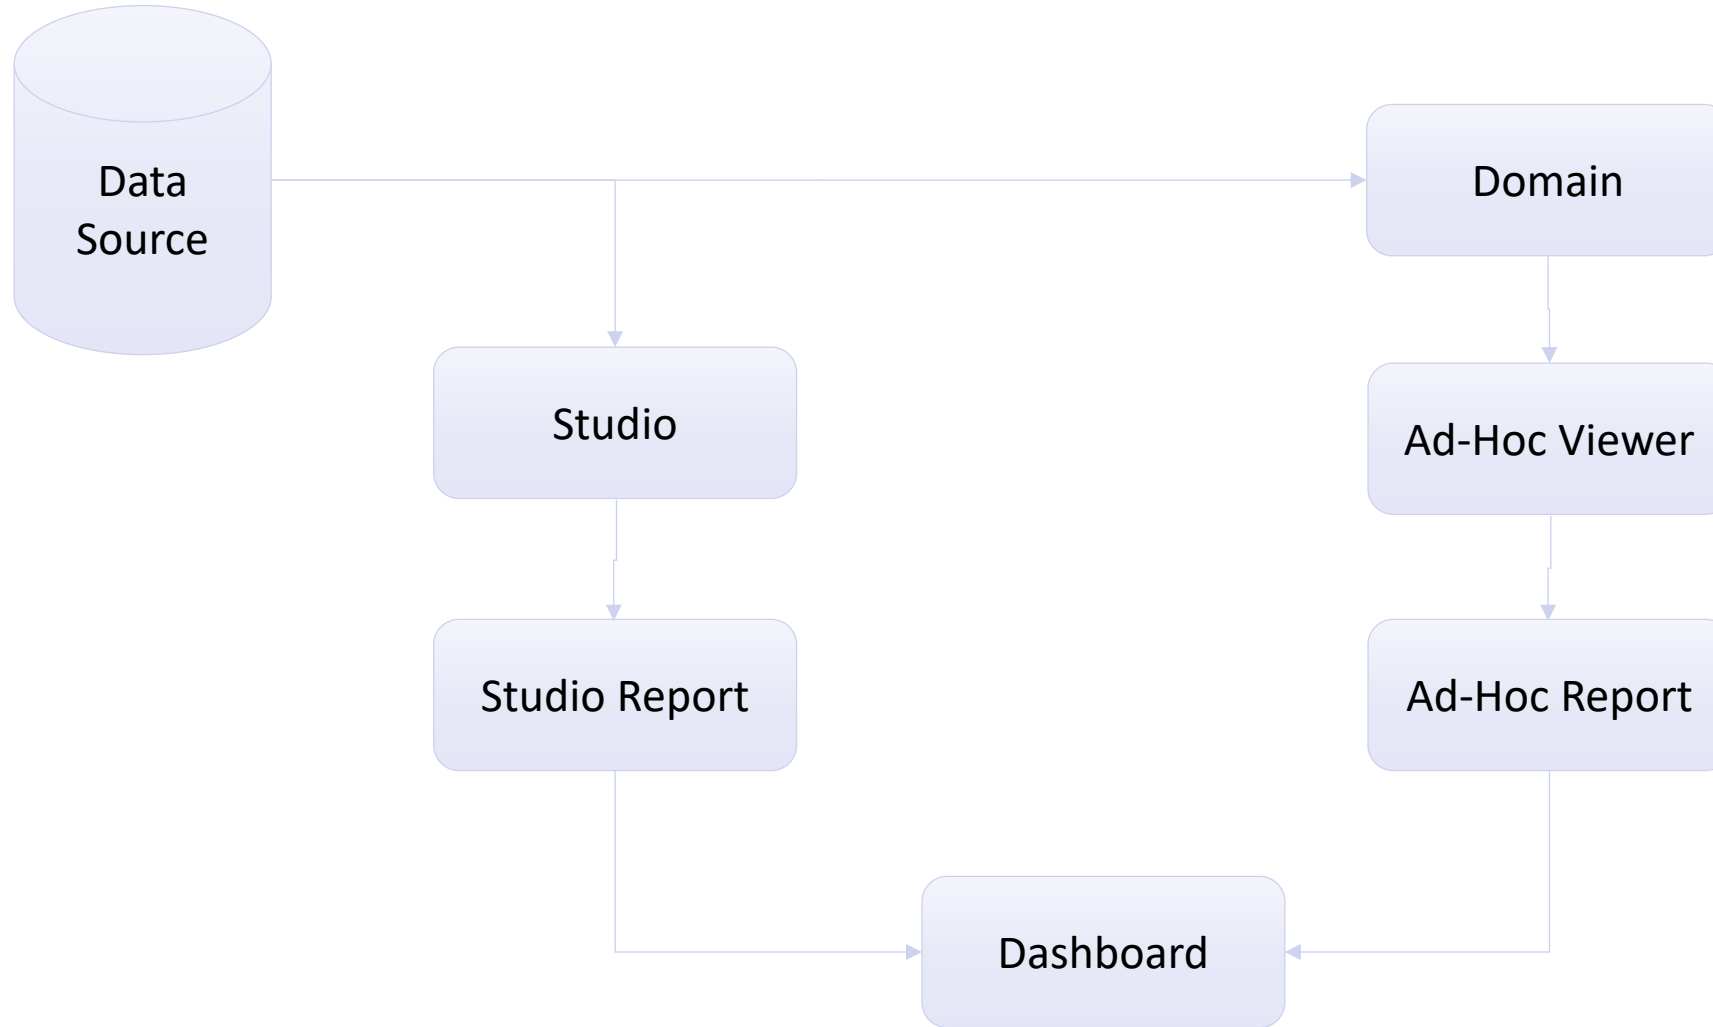 Data
Source
Domain
Studio
Ad-Hoc Viewer
Studio Report
Ad-Hoc Report
Dashboard